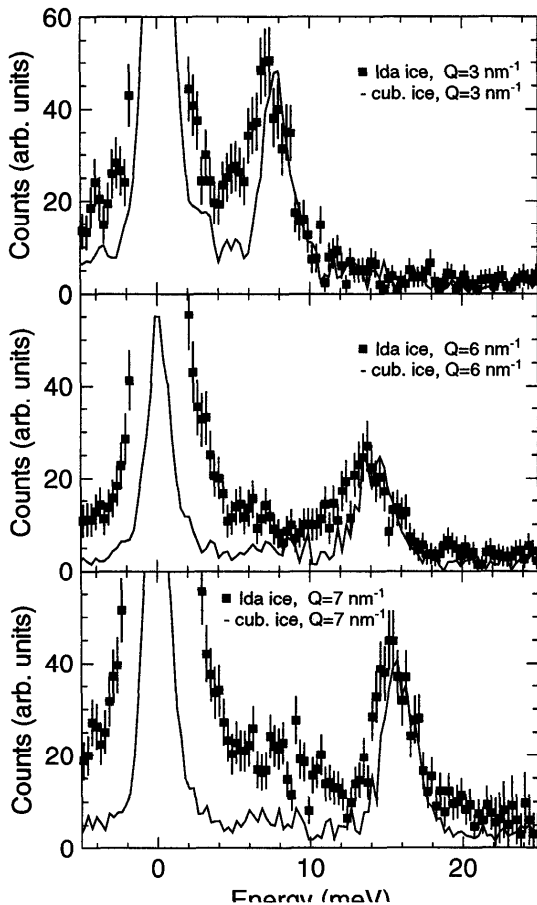 60
Counts (arb. units)
40
20
0
■ lda ice, Q=3 nm⁻¹
- cub. ice, Q=3 nm⁻¹
Counts (arb. units)
40
20
0
■ lda ice, Q=6 nm⁻¹
- cub. ice, Q=6 nm⁻¹
Counts (arb. units)
40
20
0
■ lda ice, Q=7 nm⁻¹
- cub. ice, Q=7 nm⁻¹
0 10 20
Energy (meV)